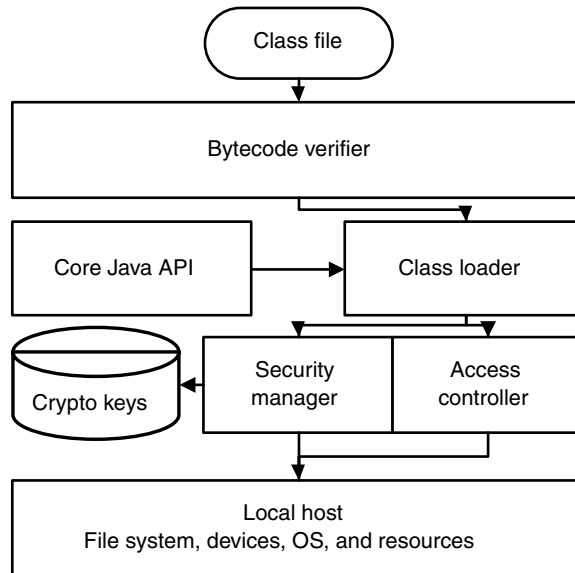 Class file
Bytecode verifier
Core Java API
Class loader
Crypto keys
Security
manager
Access
controller
Local host
File system, devices, OS, and resources